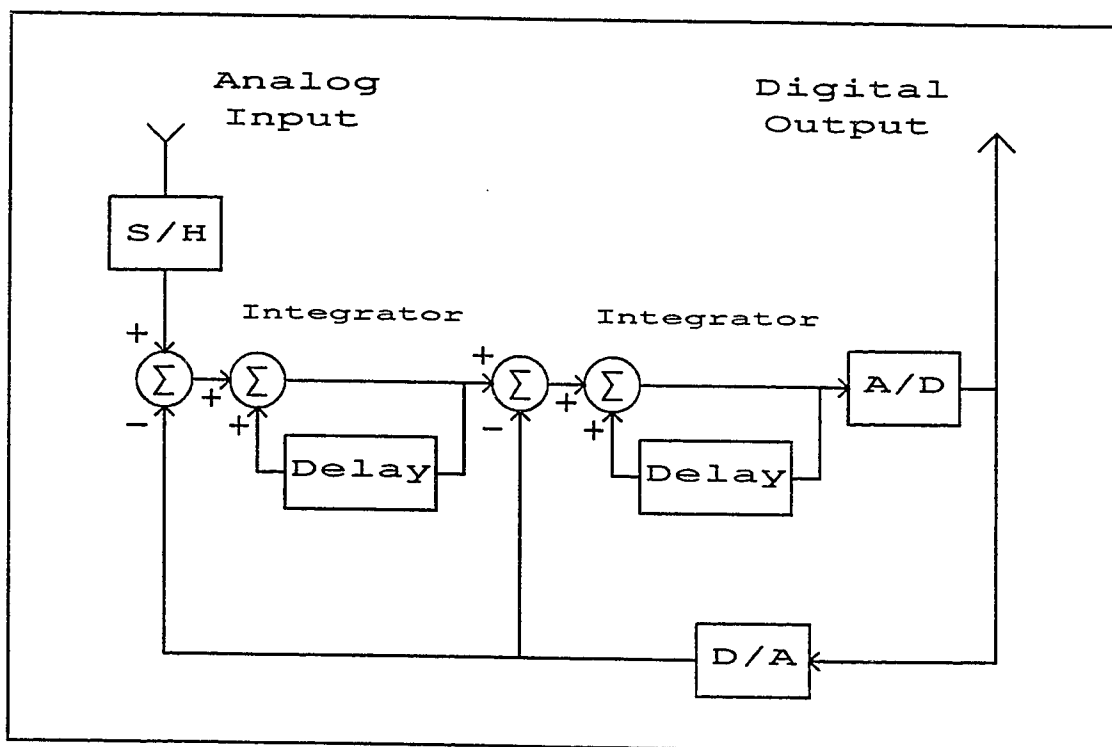 Analog
Input
Digital
Output
S/H
Integrator
Integrator
+
+
+
Σ
Σ
Σ
Σ
A/D
+
+
−
+
−
+
Delay
Delay
D/A